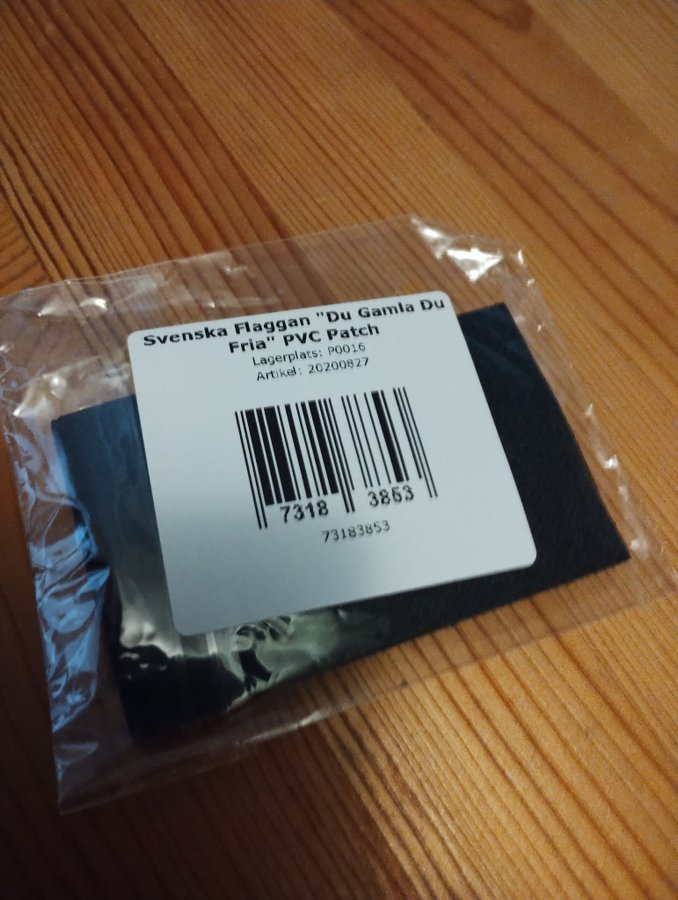 Svenska Flaggan "Du Gamla Du
Fria" PVC Patch
Lagerplats: P0016
Artikel: 20200827
7318 3853
73183853